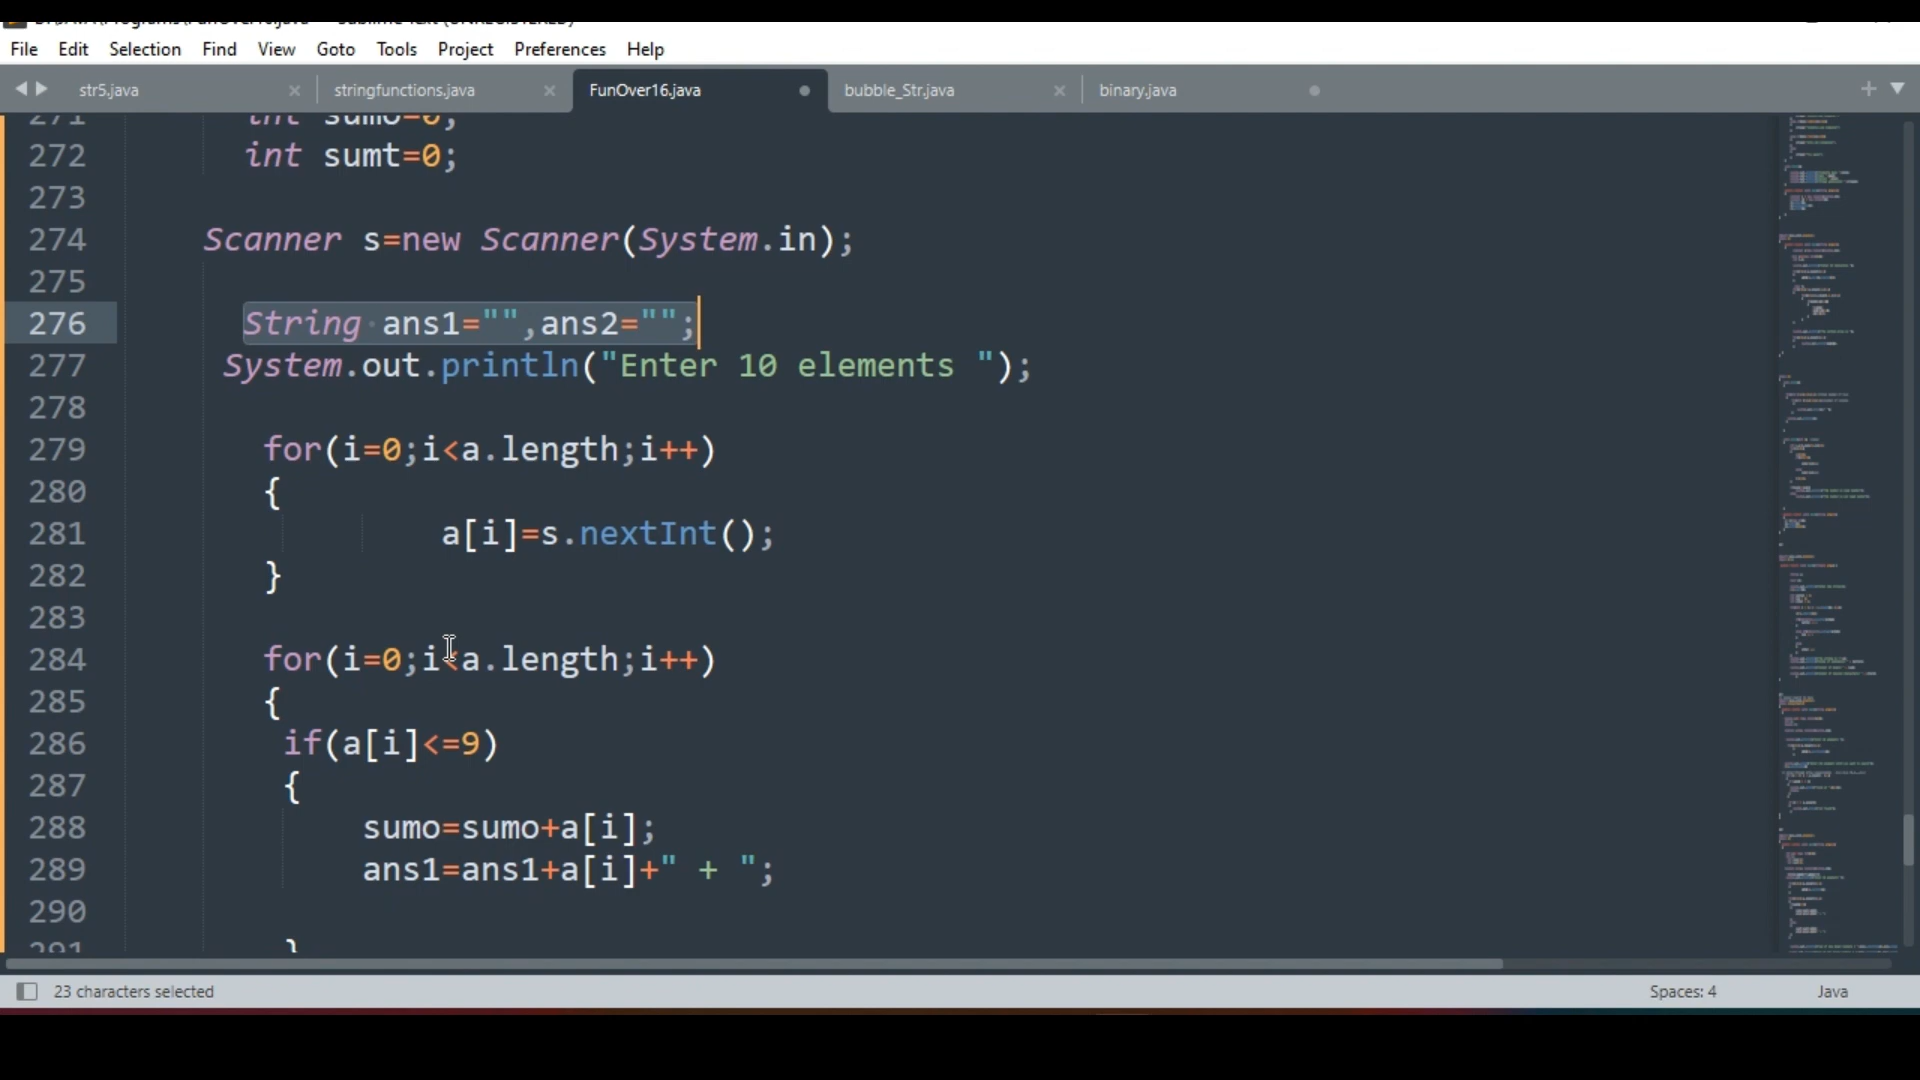 File Edit Selection Find View Goto Tools Project Preferences Help
str5.java stringfunctions.java FunOver16.java bubble_Str.java binary.java
271 int sumo=0;
272 int sumt=0;
273
274 Scanner s=new Scanner(System.in);
275
276 String ans1="",ans2="";
277 System.out.println("Enter 10 elements ");
278
279 for(i=0;i<a.length;i++)
280 {
281 a[i]=s.nextInt();
282 }
283
284 for(i=0;i<a.length;i++)
285 {
286 if(a[i]<=9)
287 {
288 sumo=sumo+a[i];
289 ans1=ans1+a[i]+" + ";
290
291 }
23 characters selected Spaces: 4 Java